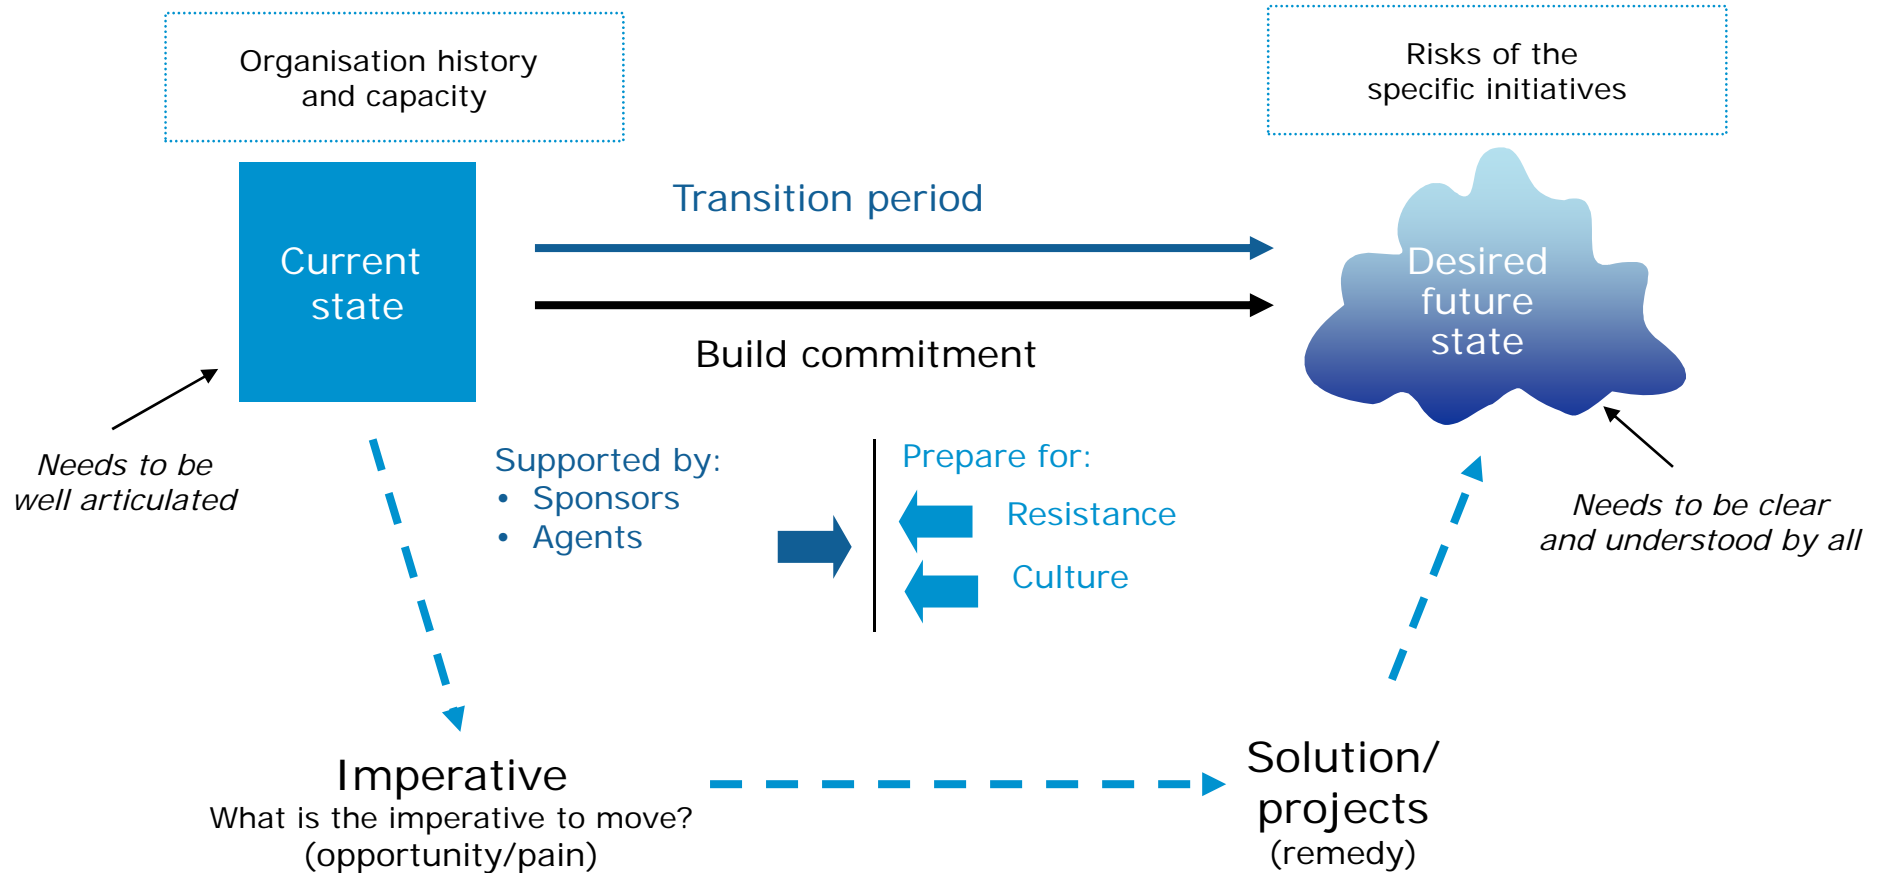 Organisation history
and capacity
Risks of the
specific initiatives
Transition period
Current
state
Desired
future
state
Build commitment
Needs to be
well articulated
Supported by:
• Sponsors
• Agents
Prepare for:
Resistance
Culture
Needs to be clear
and understood by all
Imperative
What is the imperative to move?
(opportunity/pain)
Solution/
projects
(remedy)